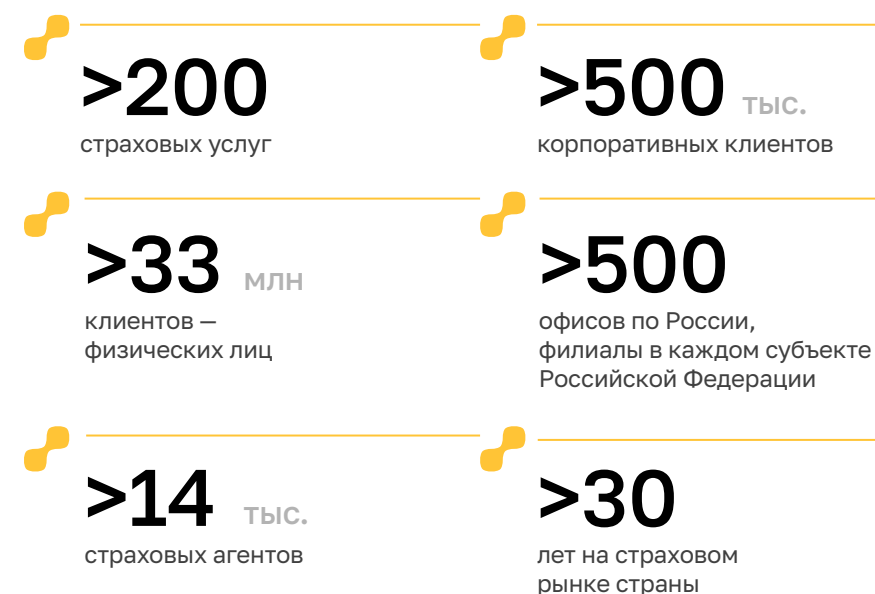 >200
страховых услуг
>500 тыс.
корпоративных клиентов
>33 млн
клиентов —
физических лиц
>500
офисов по России,
филиалы в каждом субъекте
Российской Федерации
>14 тыс.
страховых агентов
>30
лет на страховом
рынке страны